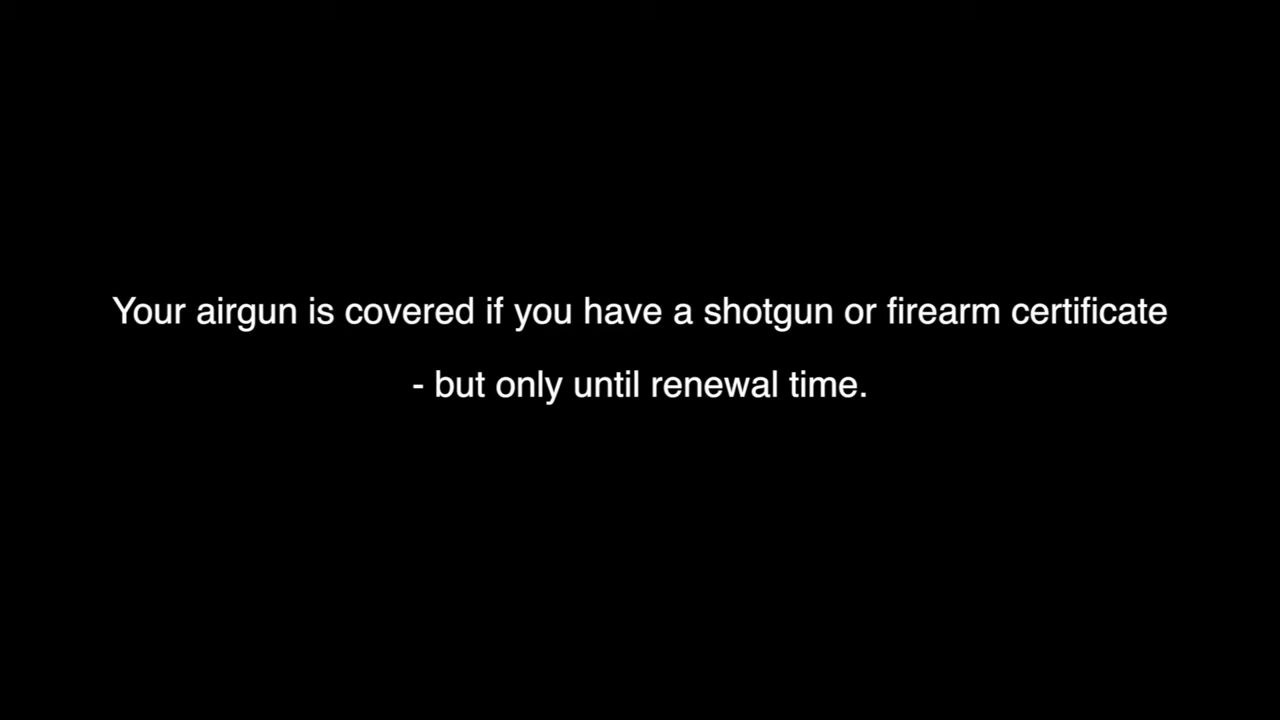 Your airgun is covered if you have a shotgun or firearm certificate
- but only until renewal time.